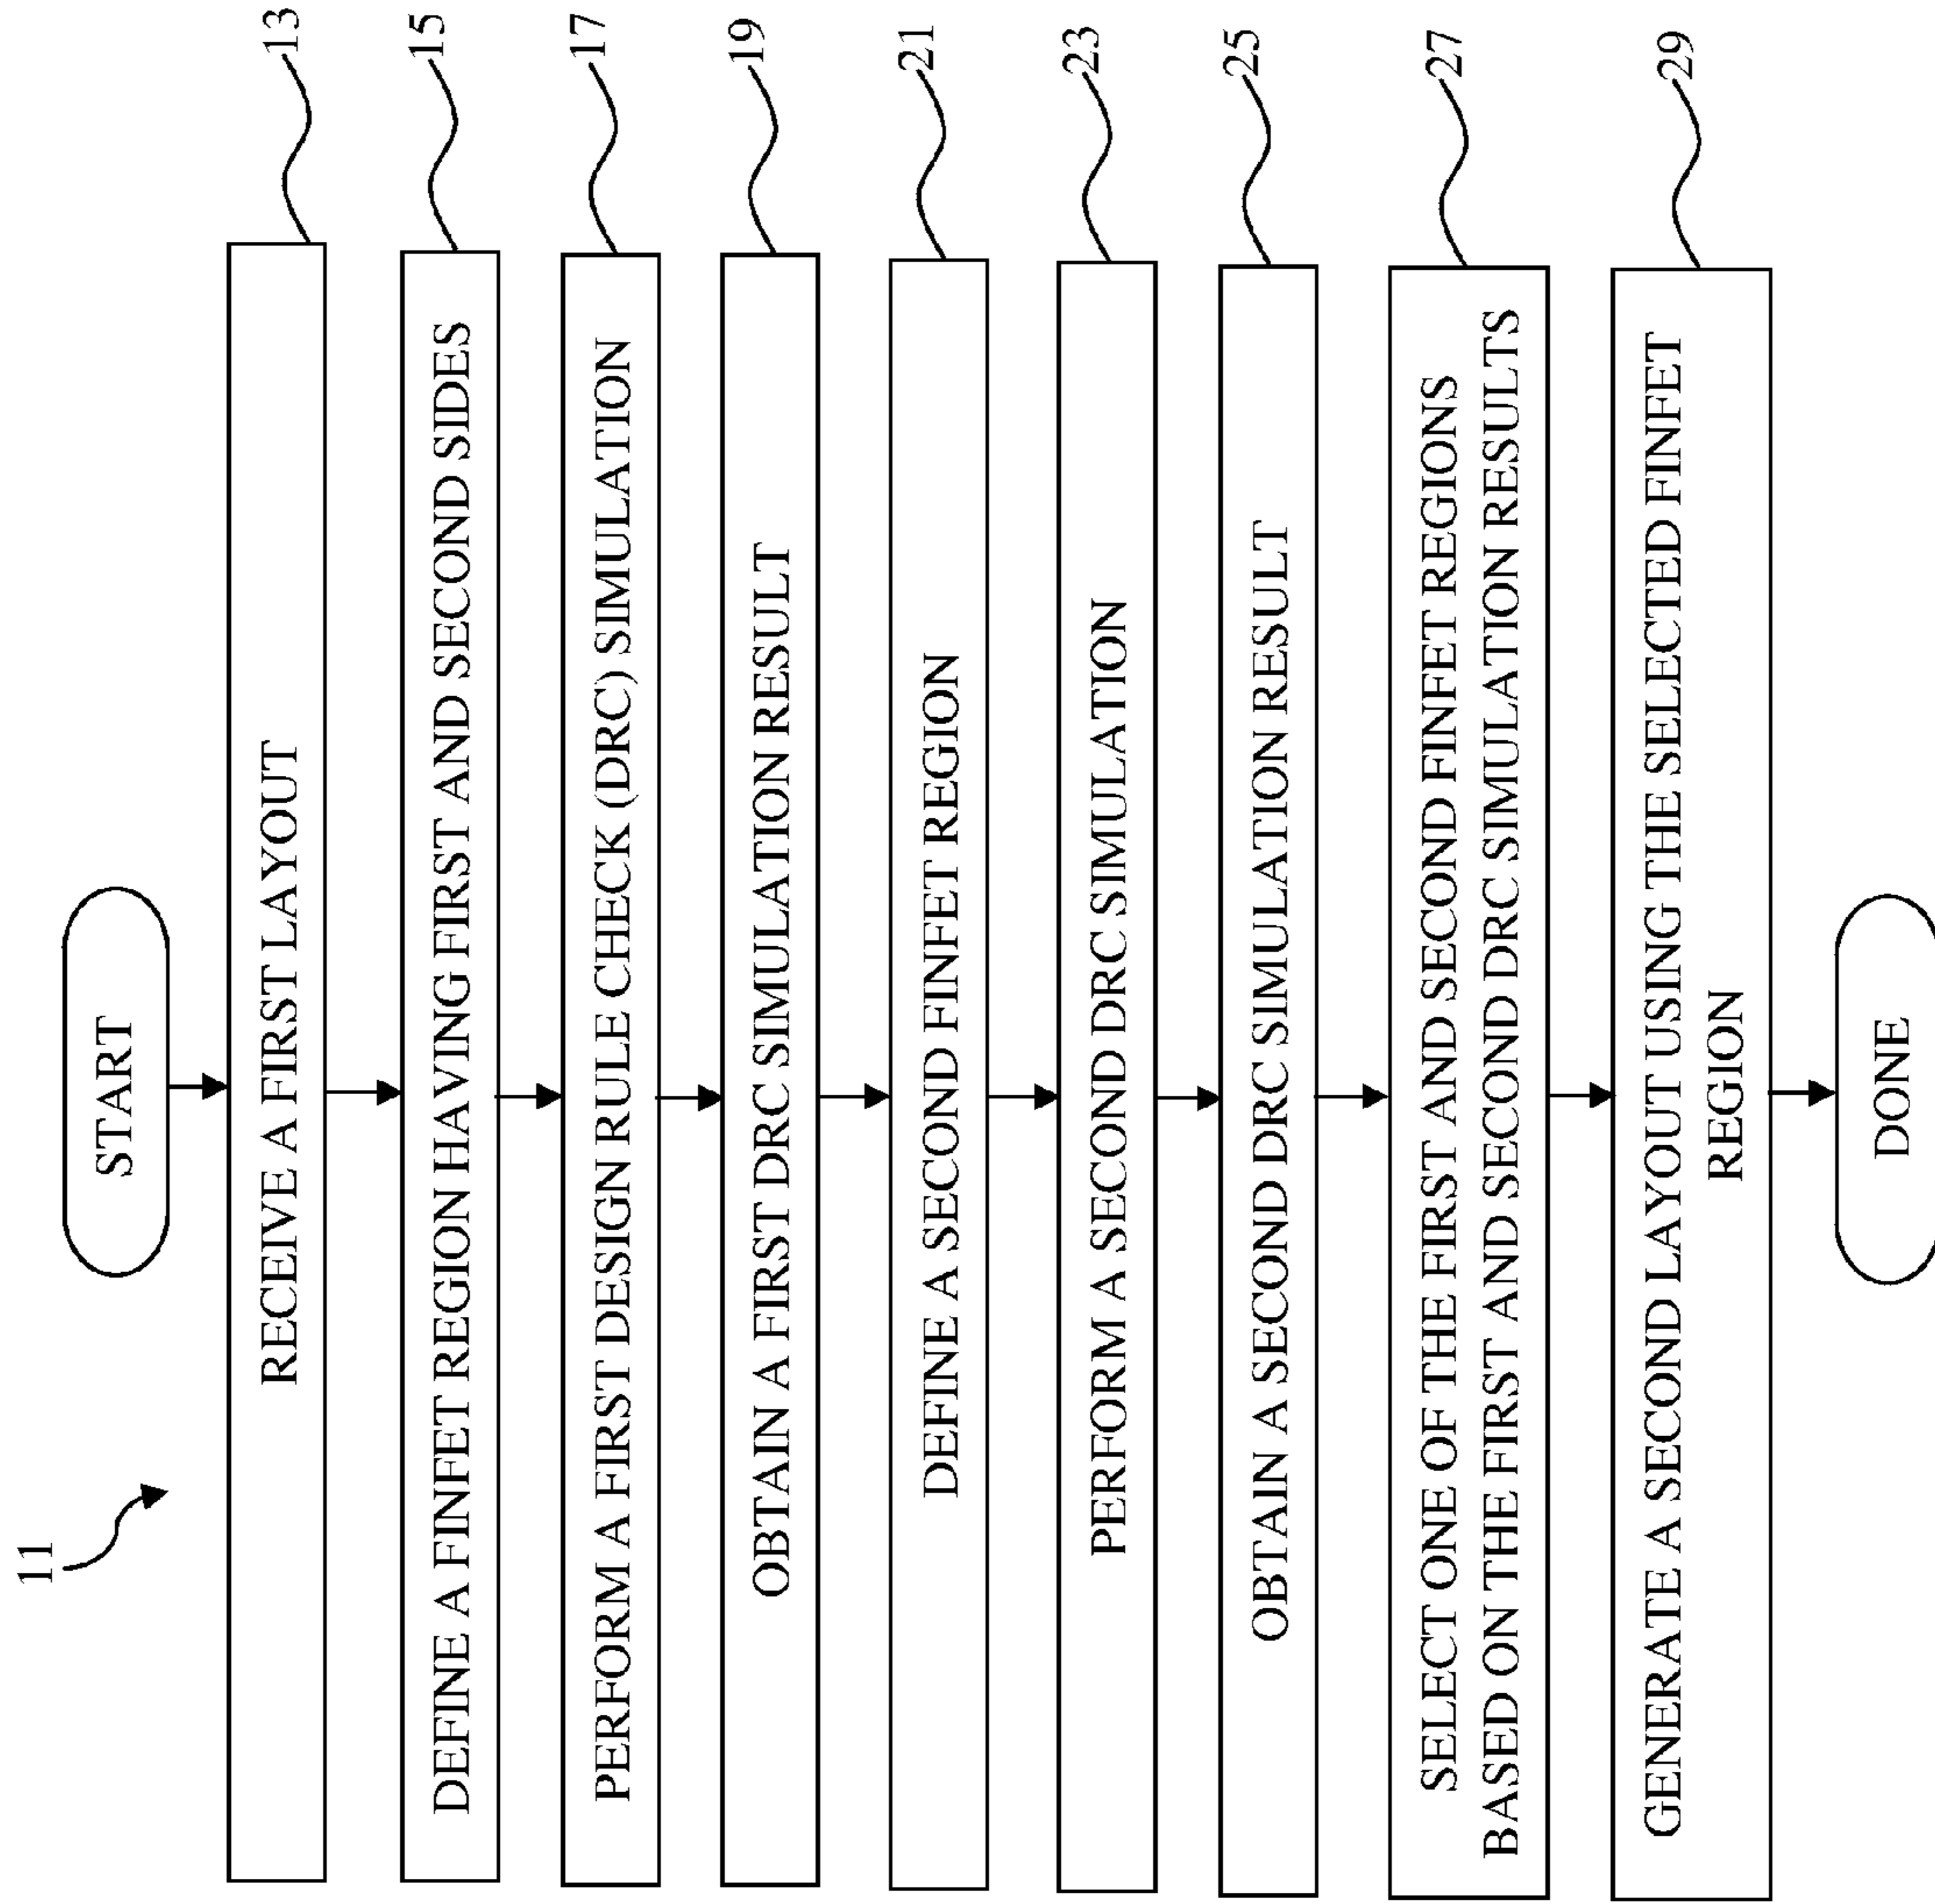 11
START
RECEIVE A FIRST LAYOUT
13
DEFINE A FINFET REGION HAVING FIRST AND SECOND SIDES
15
PERFORM A FIRST DESIGN RULE CHECK (DRC) SIMULATION
17
OBTAIN A FIRST DRC SIMULATION RESULT
19
DEFINE A SECOND FINFET REGION
21
PERFORM A SECOND DRC SIMULATION
23
OBTAIN A SECOND DRC SIMULATION RESULT
25
SELECT ONE OF THE FIRST AND SECOND FINFET REGIONS
BASED ON THE FIRST AND SECOND DRC SIMULATION RESULTS
27
GENERATE A SECOND LAYOUT USING THE SELECTED FINFET
REGION
29
DONE